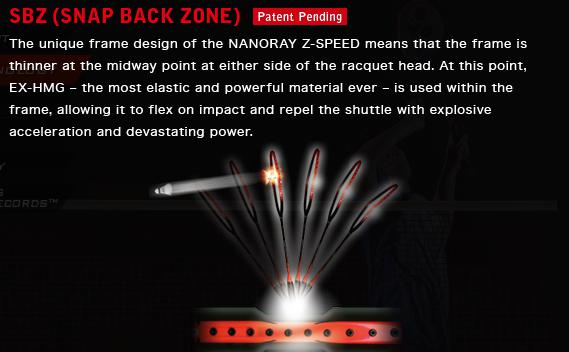 SBZ (SNAP BACK ZONE) Patent Pending
The unique frame design of the NANORAY Z-SPEED means that the frame is
thinner at the midway point at either side of the racquet head. At this point,
EX-HMG – the most elastic and powerful material ever – is used within the
frame, allowing it to flex on impact and repel the shuttle with explosive
acceleration and devastating power.
ECORDS™